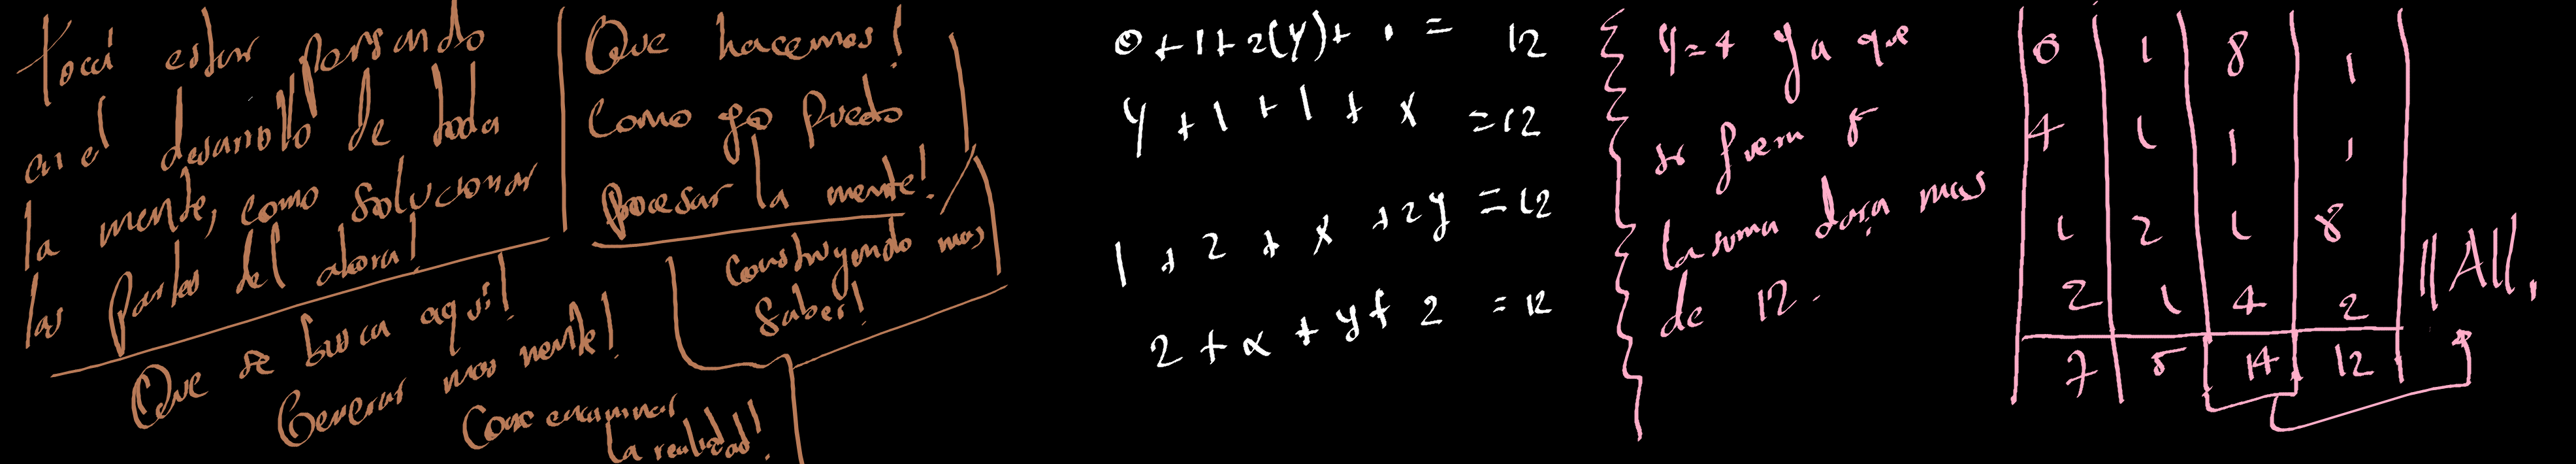 Tocú estar pensando
en el desarrollo de toda
la mente, como solucionar
las partes del ahora!
Que se busca aquí!
Generar mas mente!
Como encaminar
la realidad!
Que hacemos!
Como yo puedo
procesar la mente!
Construyendo mas
saber!
0+1+2(y)+1 = 12
y+1+1+x = 12
1+2+x+2y = 12
2+x+y+2 = 12
y=4 ya que
si fuera 5
la suma daria mas
de 12.
0 1 8 1
4 1 1 1
1 2 1 8
2 1 4 2
7 5 14 12
||All,